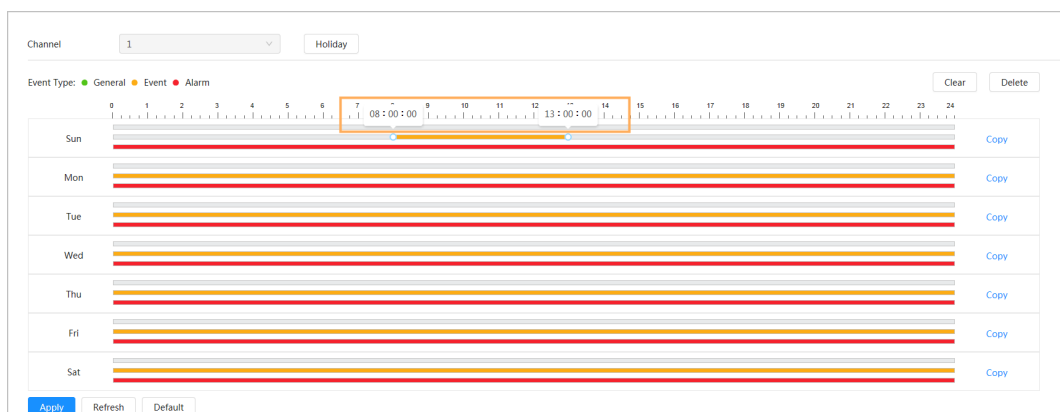 Channel 1 Holiday
Event Type: General Event Alarm Clear Delete
0 1 2 3 4 5 6 7 9 10 11 12 14 15 16 17 18 19 20 21 22 23 24
08:00:00 13:00:00
Sun Copy
Mon Copy
Tue Copy
Wed Copy
Thu Copy
Fri Copy
Sat Copy
Apply Refresh Default